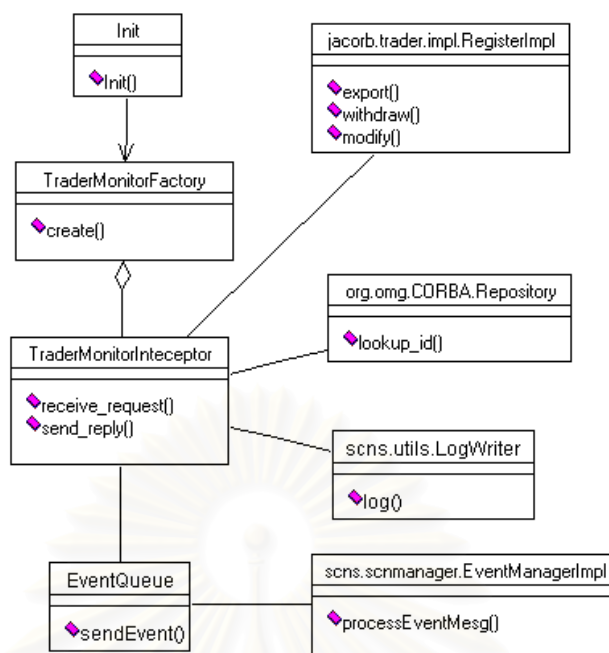 Init
Init()
jacorb.trader.impl.RegisterImpl
export()
withdraw()
modify()
TraderMonitorFactory
create()
org.omg.CORBA.Repository
lookup_id()
TraderMonitorInteceptor
receive_request()
send_reply()
scns.utils.LogWriter
log()
EventQueue
sendEvent()
scns.scnmanager.EventManagerImpl
processEventMesg()